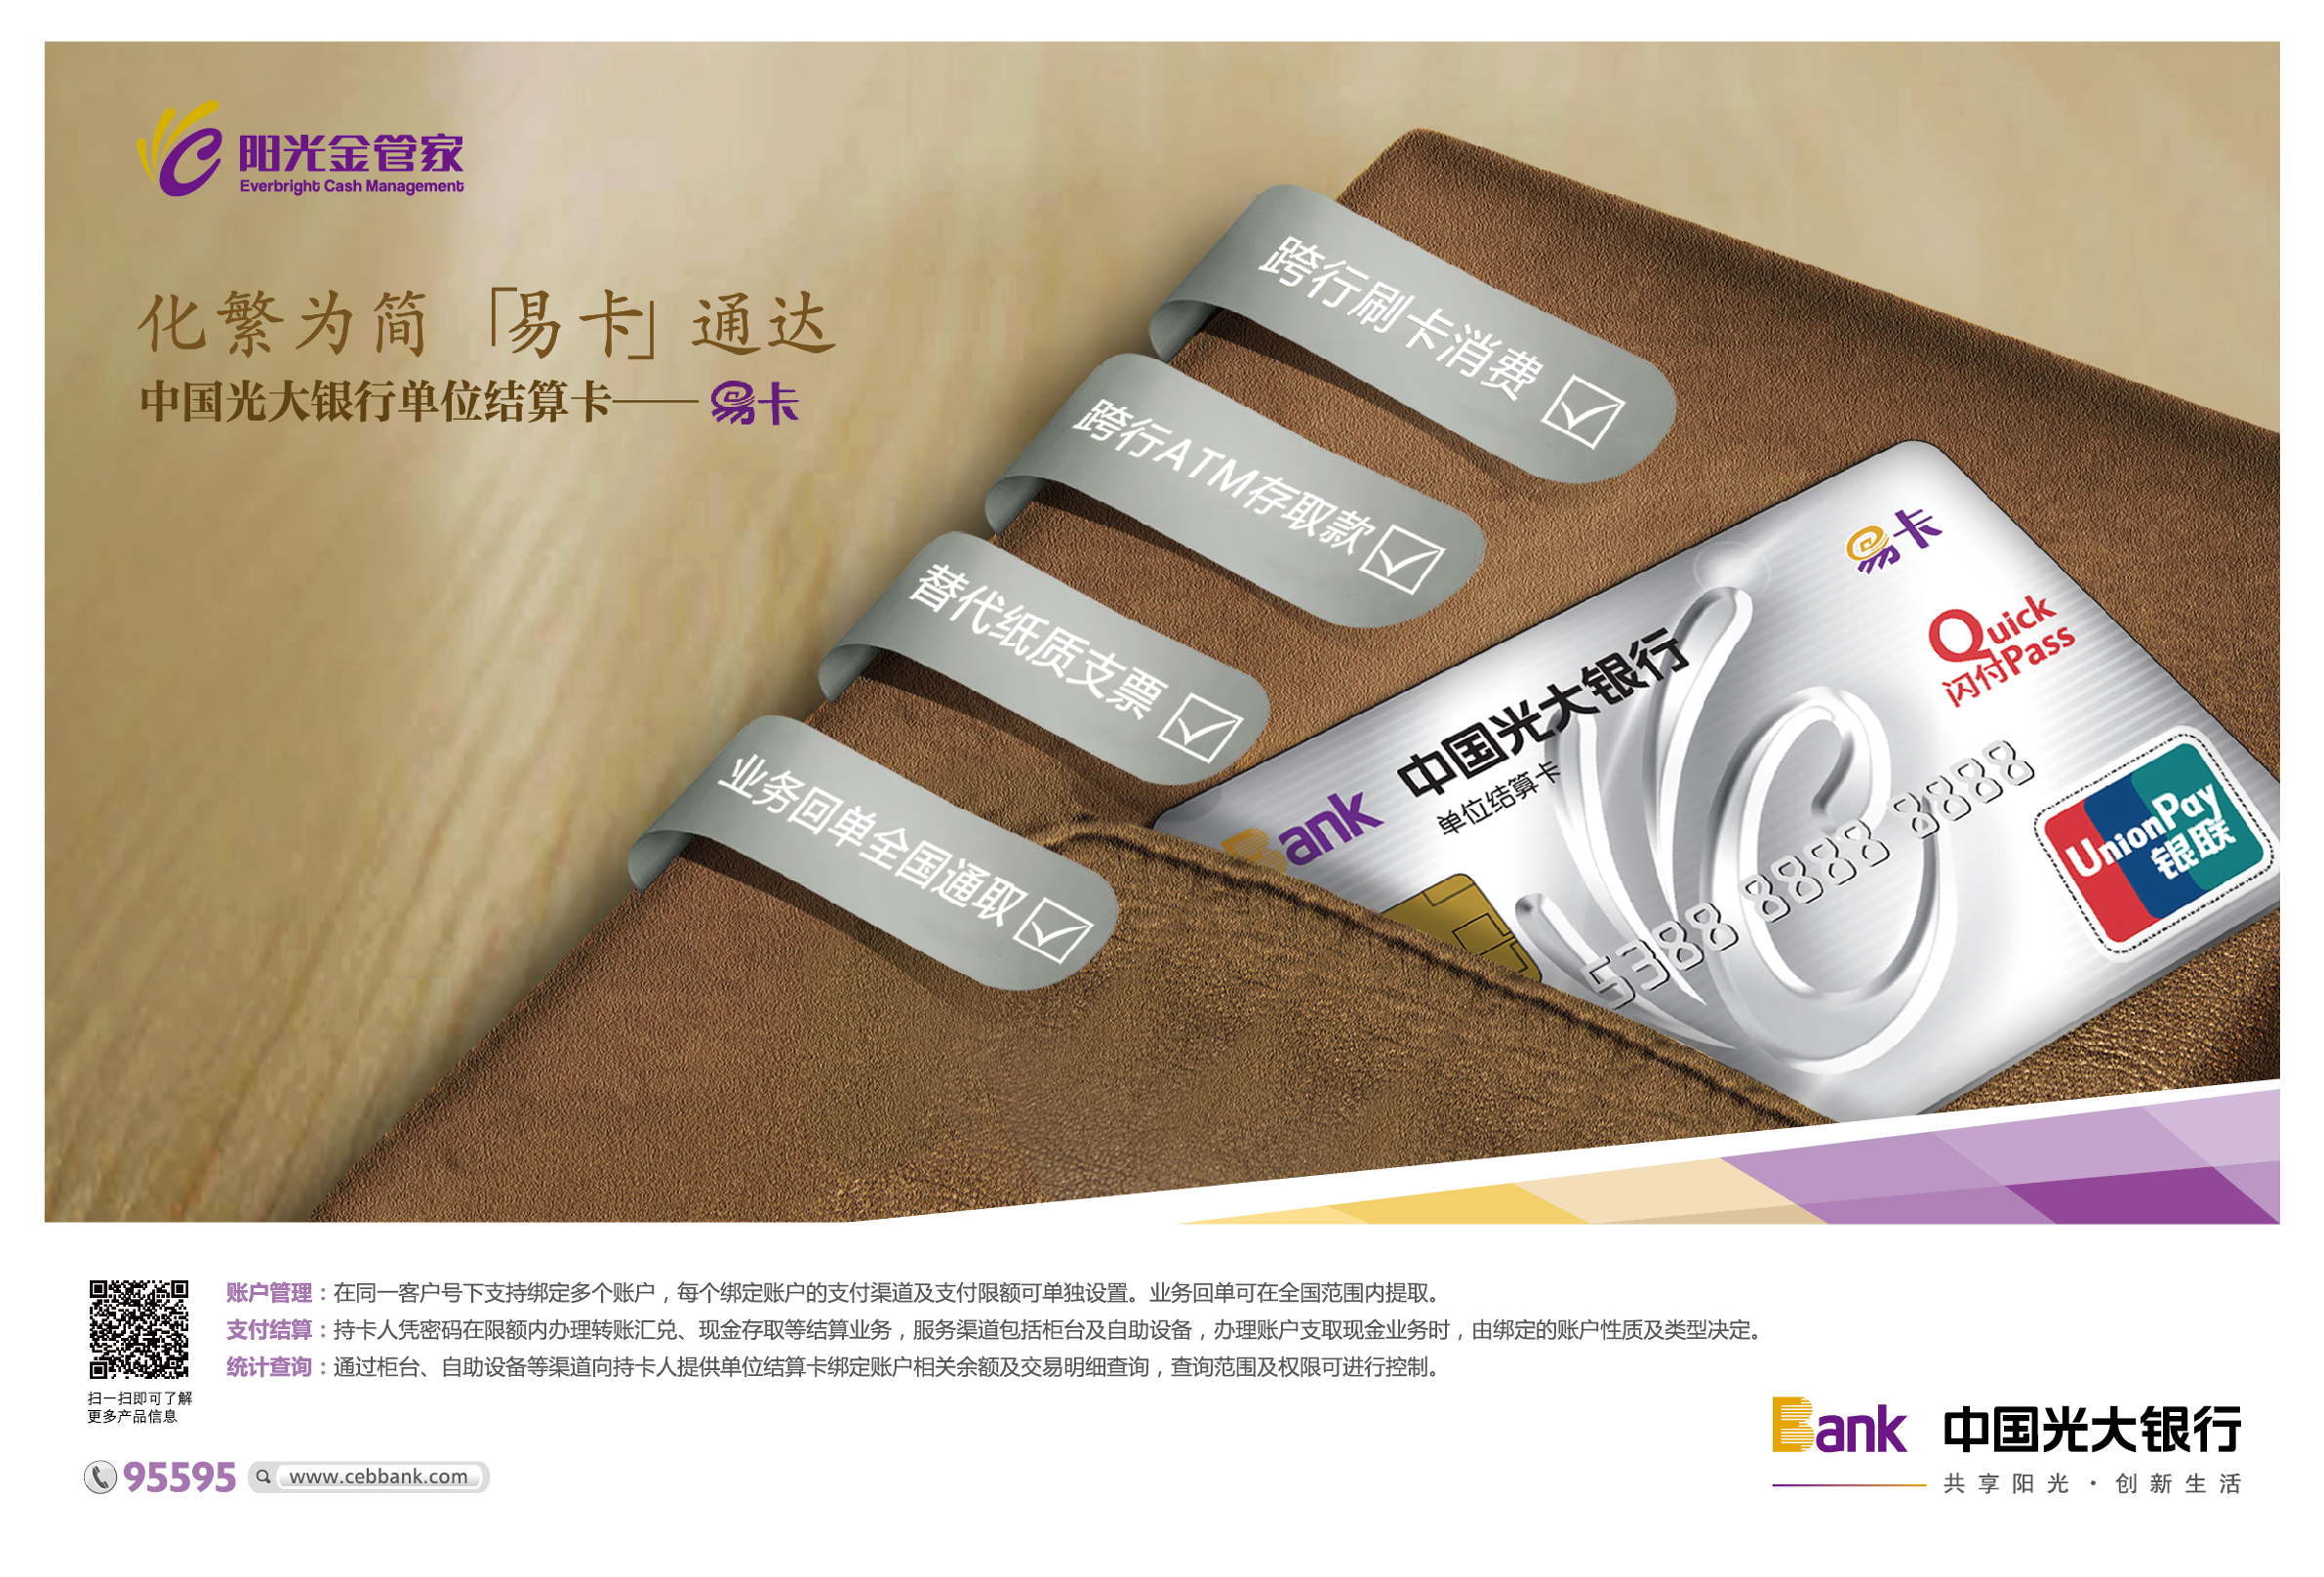 阳光金管家
Everbright Cash Management
化繁为简「易卡」通达
中国光大银行单位结算卡——易卡
跨行刷卡消费
跨行ATM存取款
替代纸质支票
业务回单全国通取
易卡
Quick
闪付Pass
Bank 中国光大银行
单位结算卡
5388 8888 8888
UnionPay
银联
账户管理：在同一客户号下支持绑定多个账户，每个绑定账户的支付渠道及支付限额可单独设置。业务回单可在全国范围内提取。
支付结算：持卡人凭密码在限额内办理转账汇兑、现金存取等结算业务，服务渠道包括柜台及自助设备，办理账户支取现金业务时，由绑定的账户性质及类型决定。
统计查询：通过柜台、自助设备等渠道向持卡人提供单位结算卡绑定账户相关余额及交易明细查询，查询范围及权限可进行控制。
扫一扫即可了解
更多产品信息
95595 www.cebbank.com
Bank 中国光大银行
共享阳光·创新生活